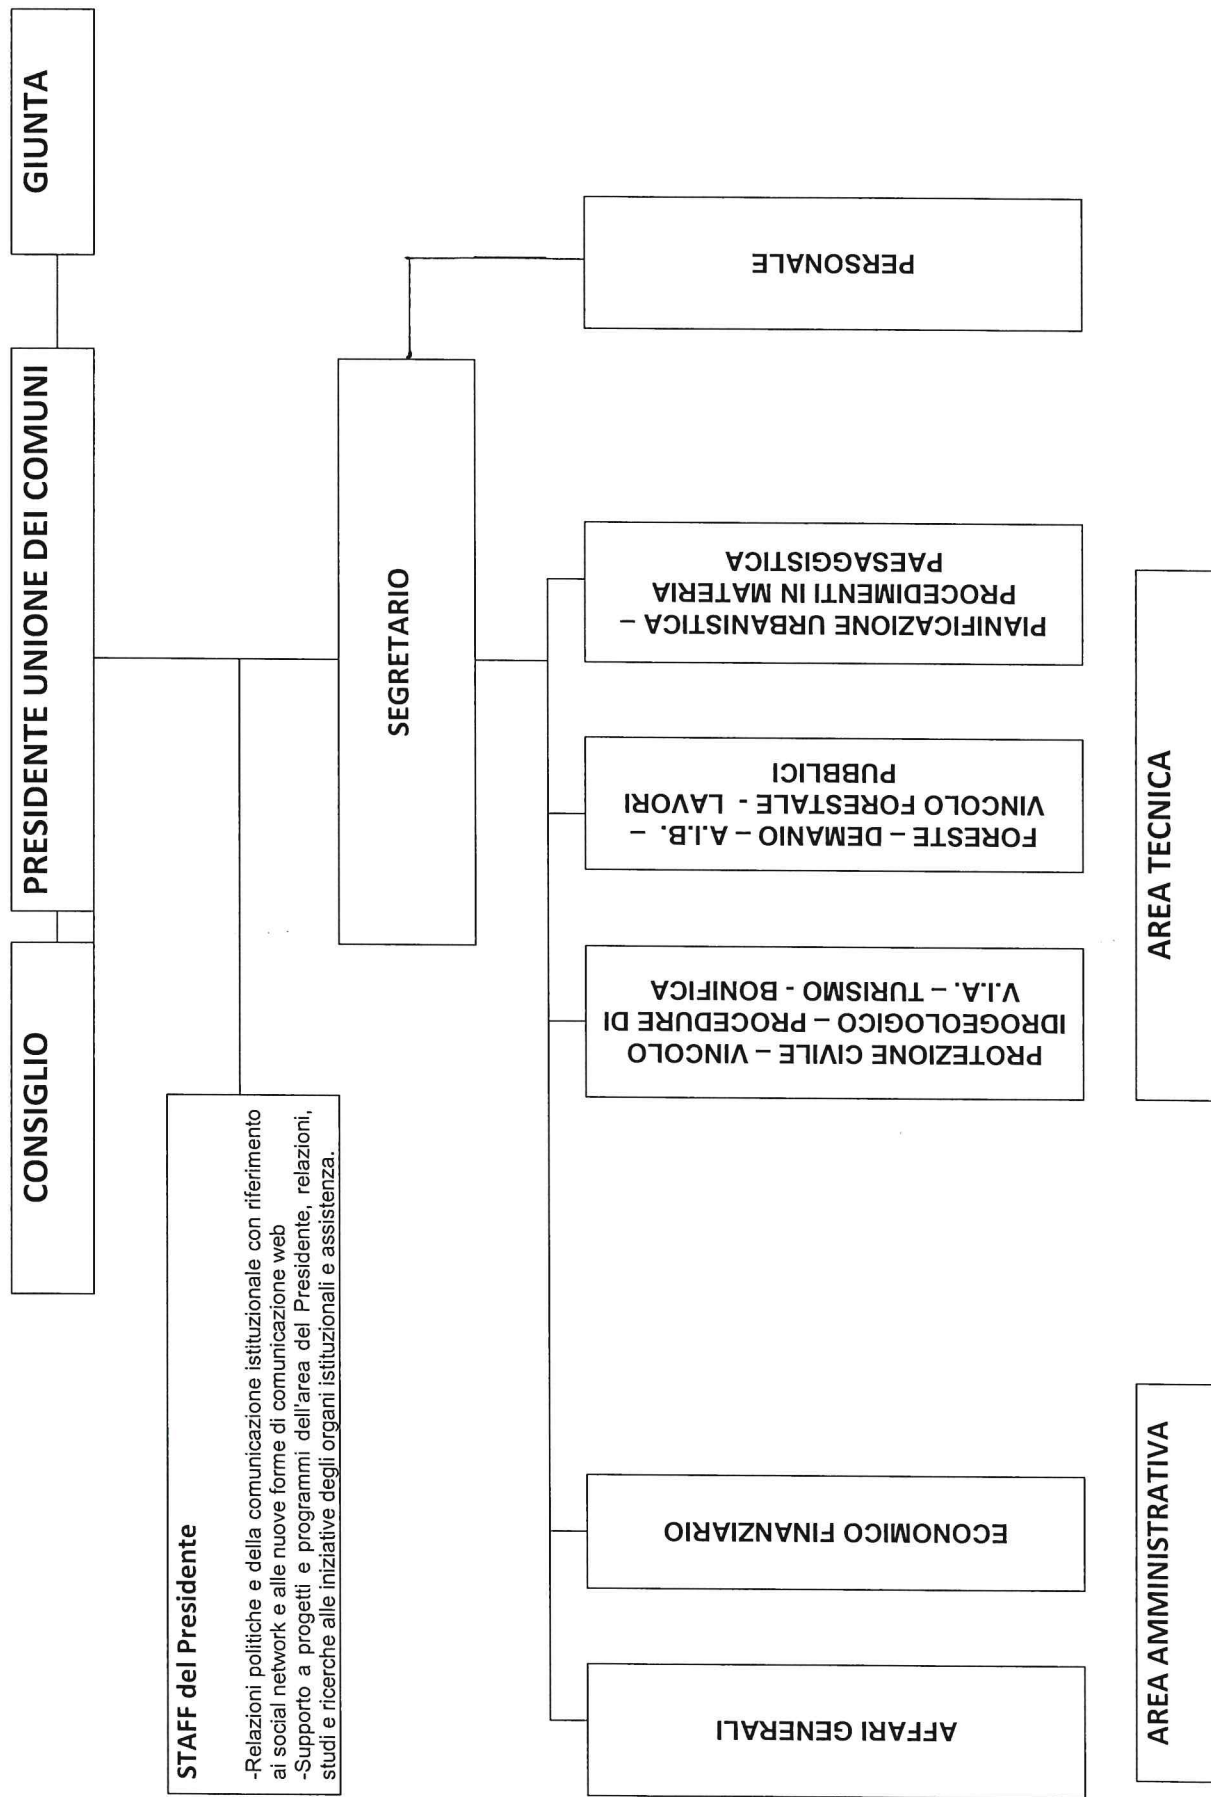 CONSIGLIO
PRESIDENTE UNIONE DEI COMUNI
GIUNTA
STAFF del Presidente
-Relazioni politiche e della comunicazione istituzionale con riferimento
ai social network e alle nuove forme di comunicazione web
-Supporto a progetti e programmi dell'area del Presidente, relazioni,
studi e ricerche alle iniziative degli organi istituzionali e assistenza.
SEGRETARIO
AFFARI GENERALI
ECONOMICO FINANZIARIO
PROTEZIONE CIVILE – VINCOLO
IDROGEOLOGICO – PROCEDURE DI
V.I.A. – TURISMO - BONIFICA
FORESTE – DEMANIO – A.I.B. –
VINCOLO FORESTALE - LAVORI
PUBBLICI
PIANIFICAZIONE URBANISTICA –
PROCEDIMENTI IN MATERIA
PAESAGGISTICA
PERSONALE
AREA AMMINISTRATIVA
AREA TECNICA